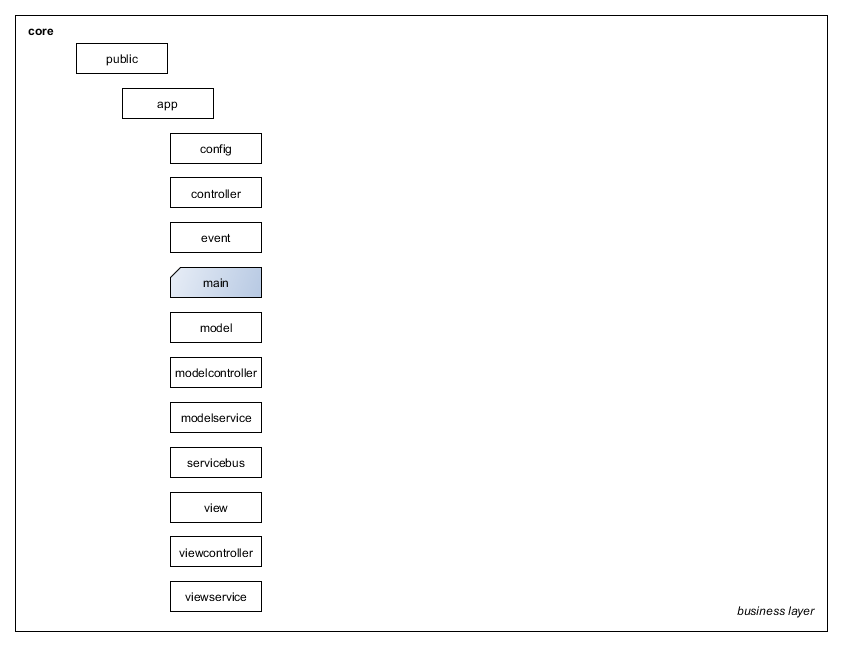 core
public
app
config
controller
event
main
model
modelcontroller
modelservice
servicebus
view
viewcontroller
viewservice
business layer